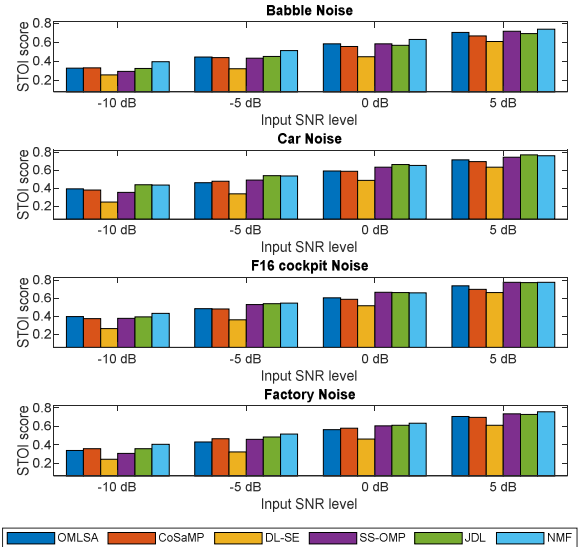 Babble Noise
STOI score
0.8
0.6
0.4
0.2
-10 dB -5 dB 0 dB 5 dB
Input SNR level
Car Noise
STOI score
0.8
0.6
0.4
0.2
-10 dB -5 dB 0 dB 5 dB
Input SNR level
F16 cockpit Noise
STOI score
0.8
0.6
0.4
0.2
-10 dB -5 dB 0 dB 5 dB
Input SNR level
Factory Noise
STOI score
0.8
0.6
0.4
0.2
-10 dB -5 dB 0 dB 5 dB
Input SNR level
OMLSA CoSaMP DL-SE SS-OMP JDL NMF